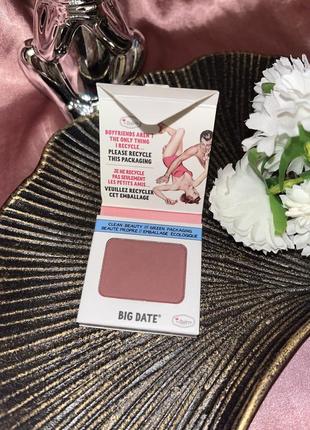 BOYFRIENDS AREN'T
THE ONLY THING
I RECYCLE...
PLEASE RECYCLE
THIS PACKAGING
JE NE RECYCLE
PAS SEULEMENT
LES PETITS AMIS...
VEUILLEZ RECYCLER
CET EMBALLAGE
CLEAN BEAUTY /// GREEN PACKAGING
BEAUTÉ PROPRE /// EMBALLAGE ÉCOLOGIQUE
BIG DATE®